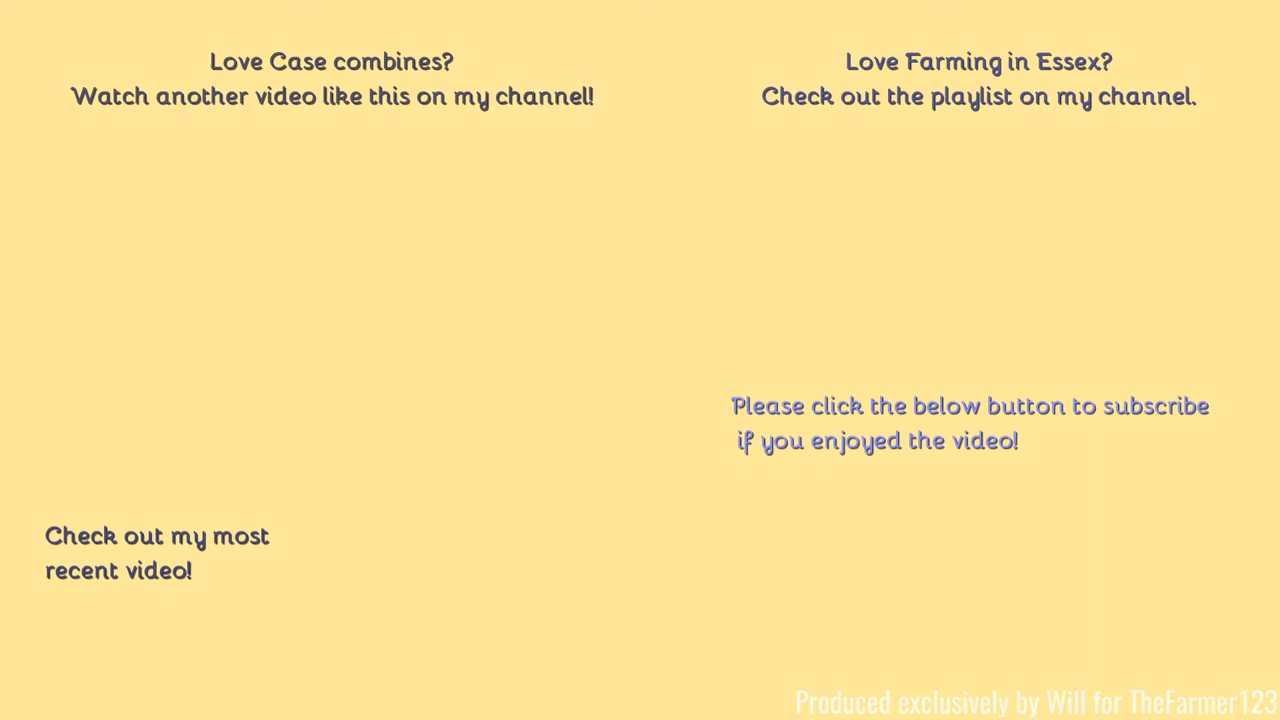 Love Case combines?
Watch another video like this on my channel!
Love Farming in Essex?
Check out the playlist on my channel.
Please click the below button to subscribe
if you enjoyed the video!
Check out my most
recent video!
Produced exclusively by Will for TheFarmer123